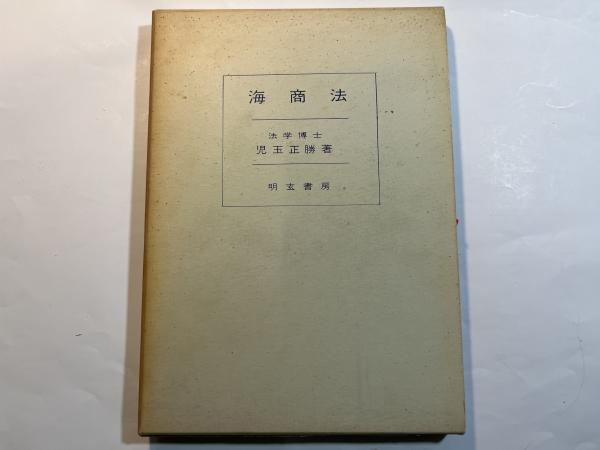 海商法
法学博士
児玉正勝著
明玄書房